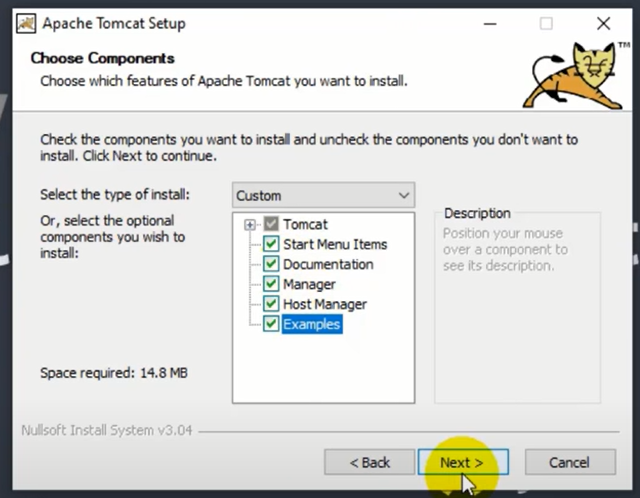 Apache Tomcat Setup
Choose Components
Choose which features of Apache Tomcat you want to install.
TM
Check the components you want to install and uncheck the components you don't want to
install. Click Next to continue.
Select the type of install:
Custom
Or, select the optional
components you wish to
install:
Tomcat
Start Menu Items
Documentation
Manager
Host Manager
Examples
Description
Position your mouse
over a component to
see its description.
Space required: 14.8 MB
Nullsoft Install System v3.04
< Back
Next >
Cancel